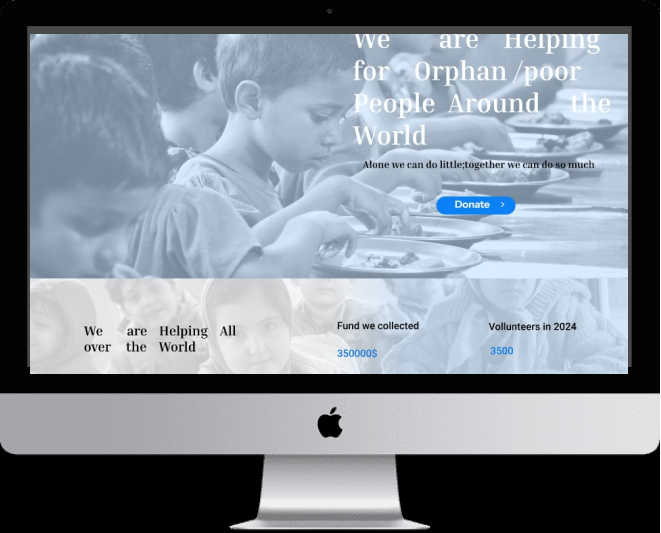 We are Helping
for Orphan /poor
People Around the
World
Alone we can do little;together we can do so much
Donate >
We are Helping All
over the World
Fund we collected
350000$
Vollunteers in 2024
3500